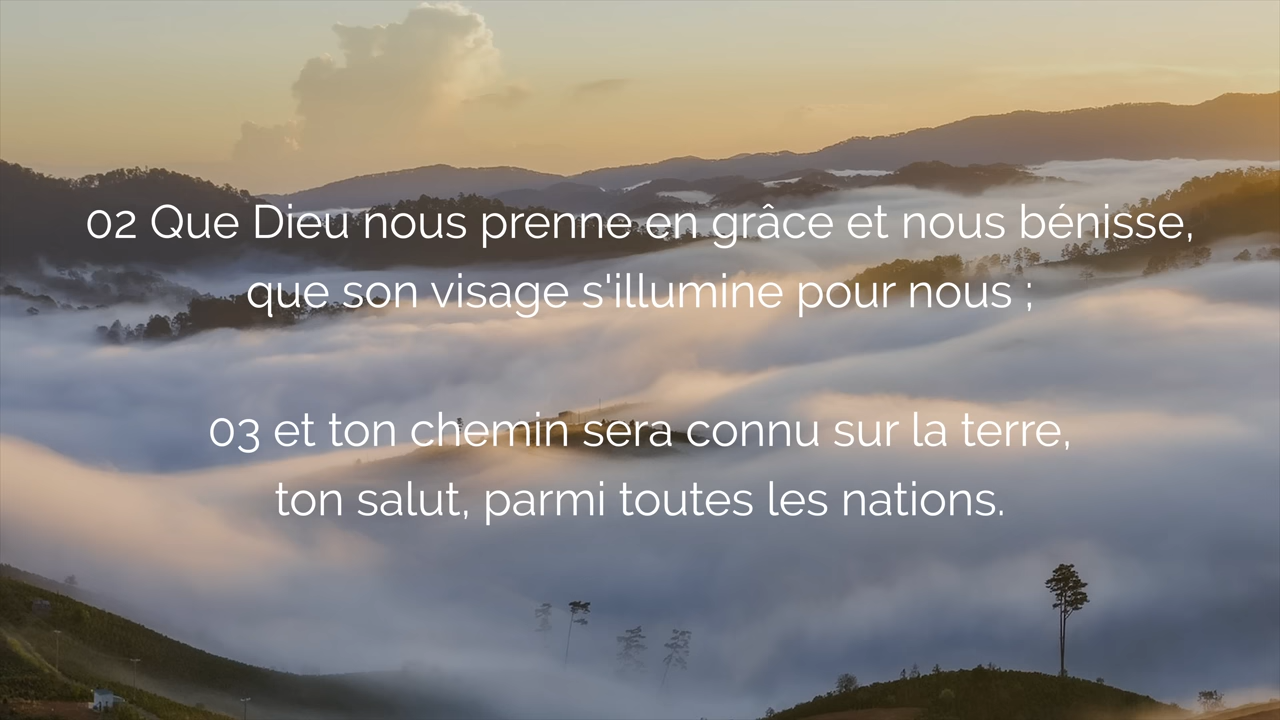 02 Que Dieu nous prenne en grâce et nous bénisse,
que son visage s'illumine pour nous ;
03 et ton chemin sera connu sur la terre,
ton salut, parmi toutes les nations.